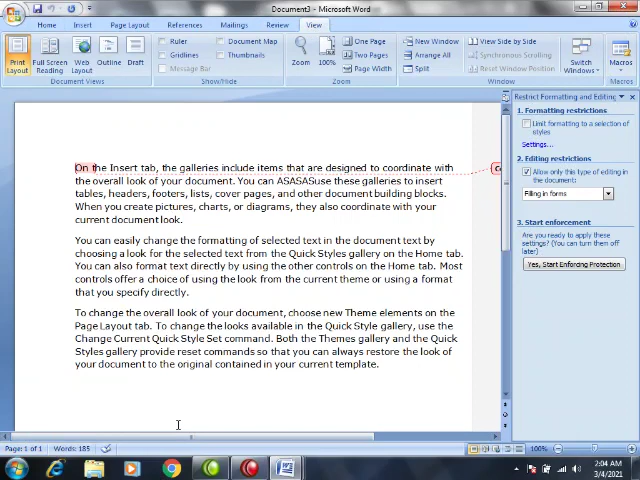 Document3 - Microsoft Word
Home Insert Page Layout References Mailings Review View
Print Layout
Full Screen Reading
Web Layout
Outline
Draft
Document Views
Ruler
Gridlines
Message Bar
Document Map
Thumbnails
Show/Hide
Zoom
100%
One Page
Two Pages
Page Width
Zoom
New Window
Arrange All
Split
View Side by Side
Synchronous Scrolling
Reset Window Position
Window
Switch Windows
Macros
Macros
On the Insert tab, the galleries include items that are designed to coordinate with
the overall look of your document. You can ASASASuse these galleries to insert
tables, headers, footers, lists, cover pages, and other document building blocks.
When you create pictures, charts, or diagrams, they also coordinate with your
current document look.
You can easily change the formatting of selected text in the document text by
choosing a look for the selected text from the Quick Styles gallery on the Home tab.
You can also format text directly by using the other controls on the Home tab. Most
controls offer a choice of using the look from the current theme or using a format
that you specify directly.
To change the overall look of your document, choose new Theme elements on the
Page Layout tab. To change the looks available in the Quick Style gallery, use the
Change Current Quick Style Set command. Both the Themes gallery and the Quick
Styles gallery provide reset commands so that you can always restore the look of
your document to the original contained in your current template.
Restrict Formatting and Editing
1. Formatting restrictions
Limit formatting to a selection of
styles
Settings...
2. Editing restrictions
Allow only this type of editing in
the document:
Filling in forms
3. Start enforcement
Are you ready to apply these
settings? (You can turn them off
later)
Yes, Start Enforcing Protection
Page: 1 of 1 Words: 185
100%
2:04 AM
3/4/2021